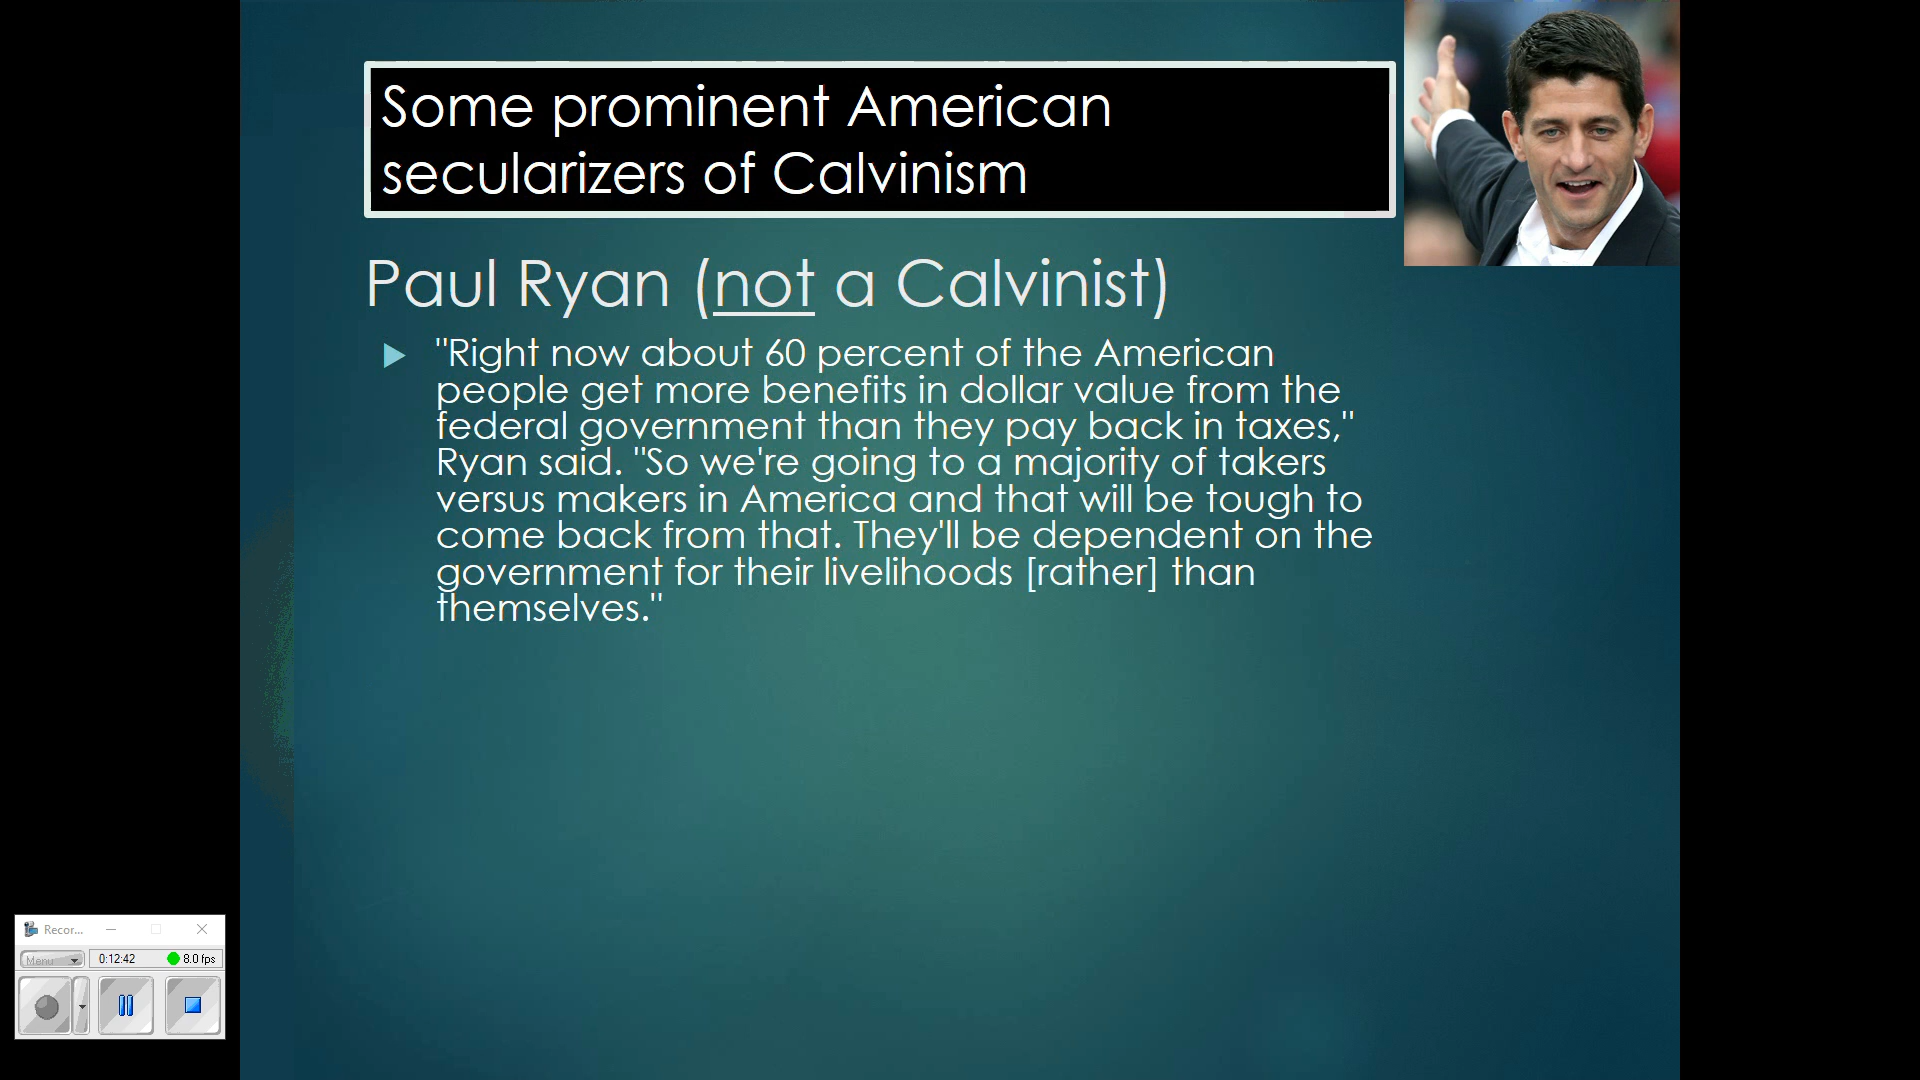 Some prominent American
secularizers of Calvinism
Paul Ryan (not a Calvinist)
"Right now about 60 percent of the American
people get more benefits in dollar value from the
federal government than they pay back in taxes,"
Ryan said. "So we're going to a majority of takers
versus makers in America and that will be tough to
come back from that. They'll be dependent on the
government for their livelihoods [rather] than
themselves."
Recor...
Menu
0:12:42
8.0 fps